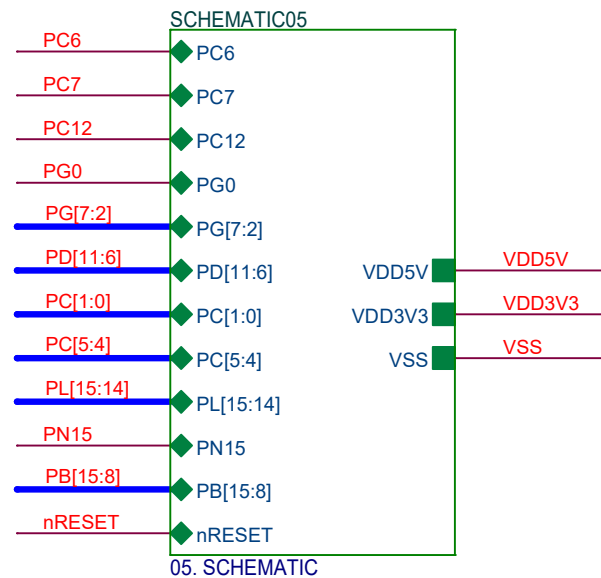 SCHEMATIC05
PC6 PC6
PC7 PC7
PC12 PC12
PG0 PG0
PG[7:2] PG[7:2]
PD[11:6] PD[11:6] VDD5V VDD5V
PC[1:0] PC[1:0] VDD3V3 VDD3V3
PC[5:4] PC[5:4] VSS VSS
PL[15:14] PL[15:14]
PN15 PN15
PB[15:8] PB[15:8]
nRESET nRESET
05. SCHEMATIC